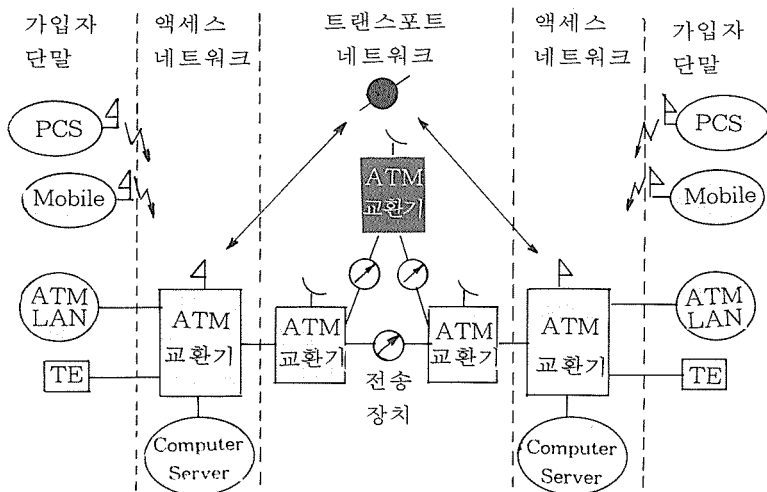 가입자
단말
액세스
네트워크
트랜스포트
네트워크
액세스
네트워크
가입자
단말
PCS
PCS
Mobile
Mobile
ATM
교환기
ATM
LAN
ATM
교환기
ATM
교환기
ATM
교환기
ATM
교환기
ATM
LAN
TE
TE
전송
장치
Computer
Server
Computer
Server